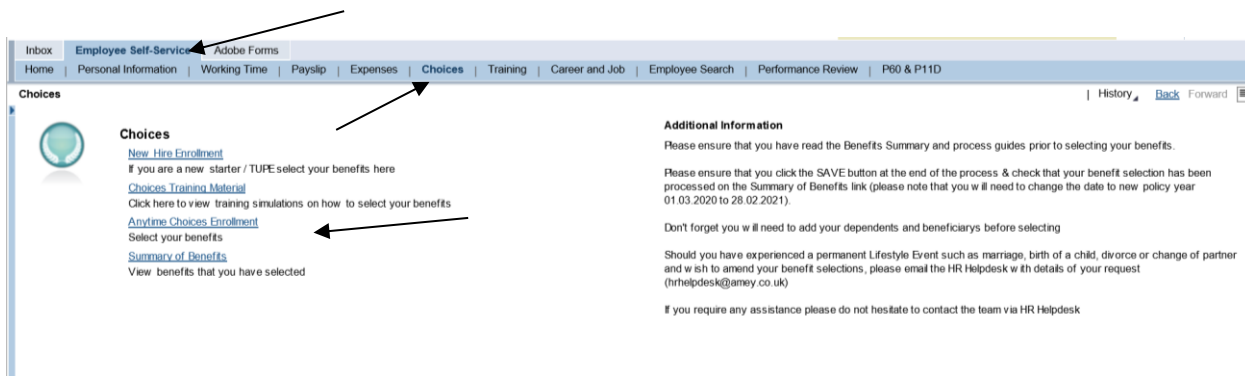 Inbox Employee Self-Service Adobe Forms
Home | Personal Information | Working Time | Payslip | Expenses | Choices | Training | Career and Job | Employee Search | Performance Review | P60 & P11D
Choices
| History Back Forward
Choices
New Hire Enrollment
If you are a new starter / TUPE select your benefits here
Choices Training Material
Click here to view training simulations on how to select your benefits
Anytime Choices Enrollment
Select your benefits
Summary of Benefits
View benefits that you have selected
Additional Information
Please ensure that you have read the Benefits Summary and process guides prior to selecting your benefits.
Please ensure that you click the SAVE button at the end of the process & check that your benefit selection has been
processed on the Summary of Benefits link (please note that you will need to change the date to new policy year
01.03.2020 to 28.02.2021).
Don't forget you will need to add your dependents and beneficiarys before selecting
Should you have experienced a permanent Lifestyle Event such as marriage, birth of a child, divorce or change of partner
and wish to amend your benefit selections, please email the HR Helpdesk with details of your request
(hrhelpdesk@amey.co.uk)
If you require any assistance please do not hesitate to contact the team via HR Helpdesk